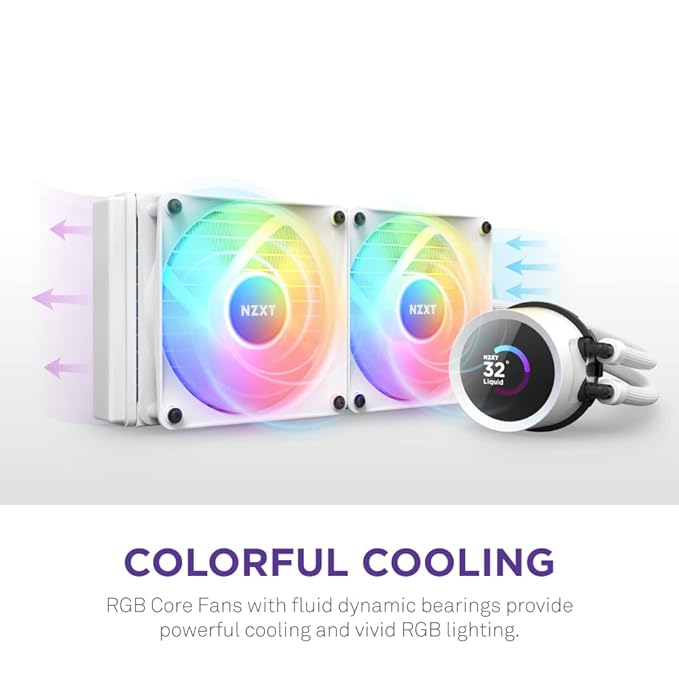 NZXT
NZXT
NZXT
32°
Liquid
COLORFUL COOLING
RGB Core Fans with fluid dynamic bearings provide
powerful cooling and vivid RGB lighting.